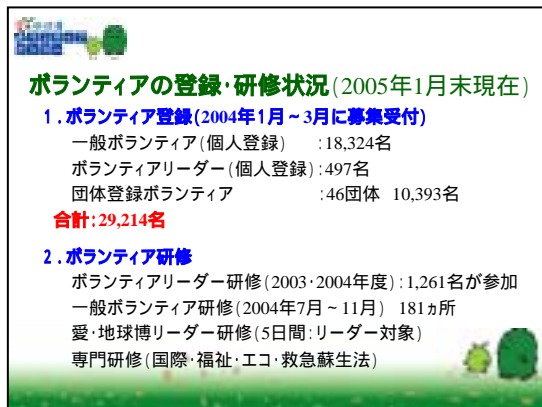 ボランティアの登録・研修状況(2005年1月末現在)
1.ボランティア登録(2004年1月~3月に募集受付)
一般ボランティア(個人登録) :18,324名
ボランティアリーダー(個人登録):497名
団体登録ボランティア :46団体 10,393名
合計:29,214名
2.ボランティア研修
ボランティアリーダー研修(2003・2004年度):1,261名が参加
一般ボランティア研修(2004年7月~11月) 181ヵ所
愛・地球博リーダー研修(5日間:リーダー対象)
専門研修(国際・福祉・エコ・救急蘇生法)